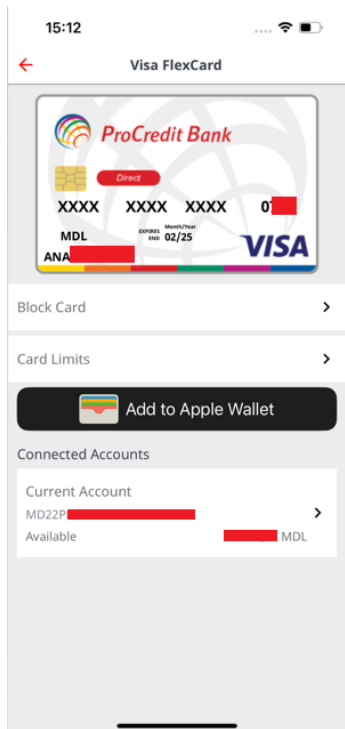 15:12
Visa FlexCard
ProCredit Bank
Direct
XXXX XXXX XXXX 0
MDL
EXPIRES END
Month/Year
02/25
VISA
ANA
Block Card
Card Limits
Add to Apple Wallet
Connected Accounts
Current Account
MD22P
Available MDL